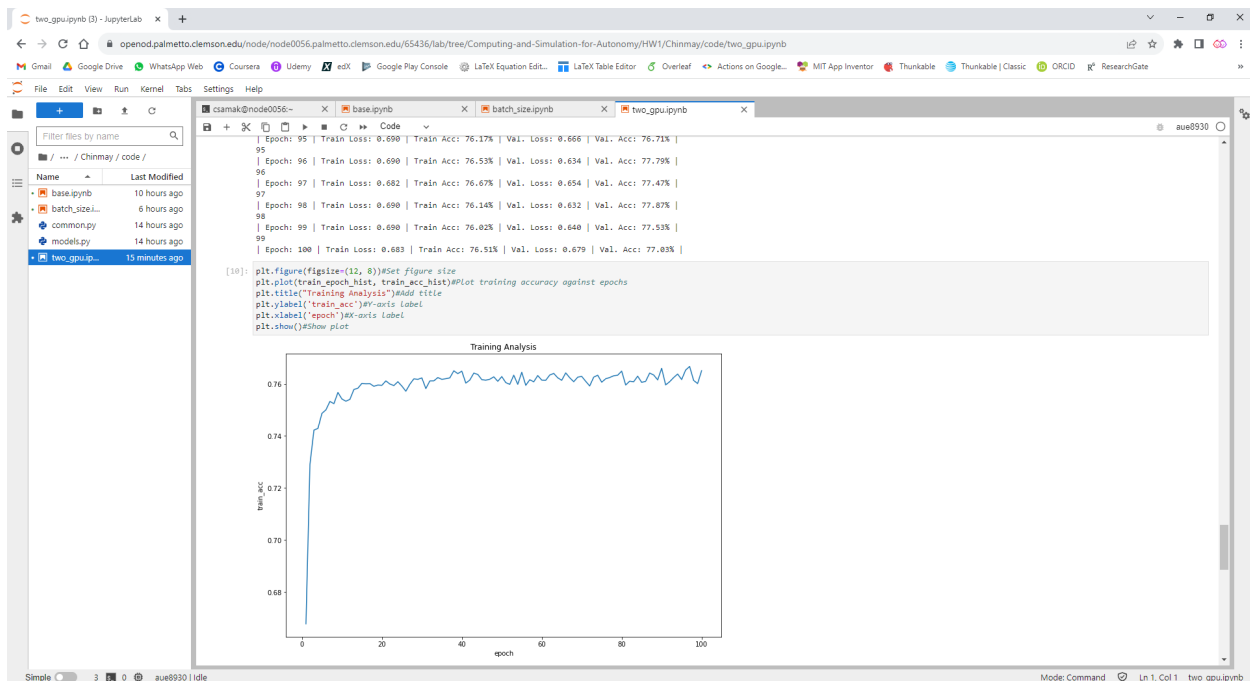 two_gpu.ipynb (3) - JupyterLab
openod.palmetto.clemson.edu/node/node0056.palmetto.clemson.edu/65436/lab/tree/Computing-and-Simulation-for-Autonomy/HW1/Chinmay/code/two_gpu.ipynb
Gmail Google Drive WhatsApp Web Coursera Udemy edX Google Play Console LaTeX Equation Edit... LaTeX Table Editor Overleaf Actions on Google... MIT App Inventor Thunkable Thunkable | Classic ORCID ResearchGate »
File Edit View Run Kernel Tabs Settings Help
csamak@node0056:~ base.ipynb batch_size.ipynb two_gpu.ipynb
Code aue8930
Filter files by name
/ ··· / Chinmay / code /
Name Last Modified
base.ipynb 10 hours ago
batch_size.i... 6 hours ago
common.py 14 hours ago
models.py 14 hours ago
two_gpu.ip... 15 minutes ago
| Epoch: 95 | Train Loss: 0.690 | Train Acc: 76.17% | Val. Loss: 0.666 | Val. Acc: 76.71% |
95
| Epoch: 96 | Train Loss: 0.690 | Train Acc: 76.53% | Val. Loss: 0.634 | Val. Acc: 77.79% |
96
| Epoch: 97 | Train Loss: 0.682 | Train Acc: 76.67% | Val. Loss: 0.654 | Val. Acc: 77.47% |
97
| Epoch: 98 | Train Loss: 0.690 | Train Acc: 76.14% | Val. Loss: 0.632 | Val. Acc: 77.87% |
98
| Epoch: 99 | Train Loss: 0.690 | Train Acc: 76.02% | Val. Loss: 0.640 | Val. Acc: 77.53% |
99
| Epoch: 100 | Train Loss: 0.683 | Train Acc: 76.51% | Val. Loss: 0.679 | Val. Acc: 77.03% |
[10]: plt.figure(figsize=(12, 8))#Set figure size
plt.plot(train_epoch_hist, train_acc_hist)#Plot training accuracy against epochs
plt.title("Training Analysis")#Add title
plt.ylabel('train_acc')#Y-axis label
plt.xlabel('epoch')#X-axis label
plt.show()#Show plot
Training Analysis
0.76
0.74
0.72
0.70
0.68
train_acc
0 20 40 60 80 100
epoch
Simple 3 0 aue8930 | Idle Mode: Command Ln 1, Col 1 two_gpu.ipynb